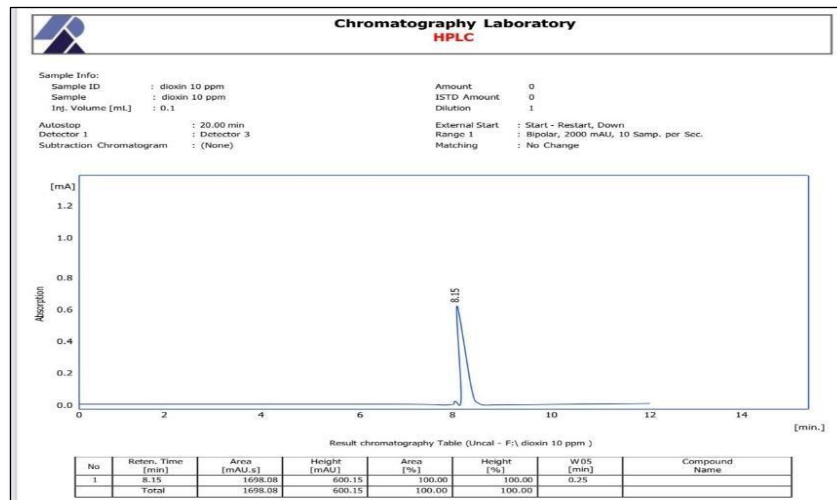 Chromatography Laboratory
HPLC
Sample Info:
Sample ID : dioxin 10 ppm
Amount 0
Sample : dioxin 10 ppm
ISTD Amount 0
Inj. Volume [mL] : 0.1
Dilution 1
Autostop : 20.00 min
External Start : Start - Restart, Down
Detector 1 : Detector 3
Range 1 : Bipolar, 2000 mAU, 10 Samp. per Sec.
Subtraction Chromatogram : (None)
Matching : No Change
[mA]
1.2
1.0
0.8
0.6
0.4
0.2
0.0
Absorption
8.15
0 2 4 6 8 10 12 14
[min.]
Result chromatography Table (Uncal - F:\ dioxin 10 ppm )
No Reten. Time [min] Area [mAU.s] Height [mAU] Area [%] Height [%] W05 [min] Compound Name
1 8.15 1698.08 600.15 100.00 100.00 0.25
Total 1698.08 600.15 100.00 100.00